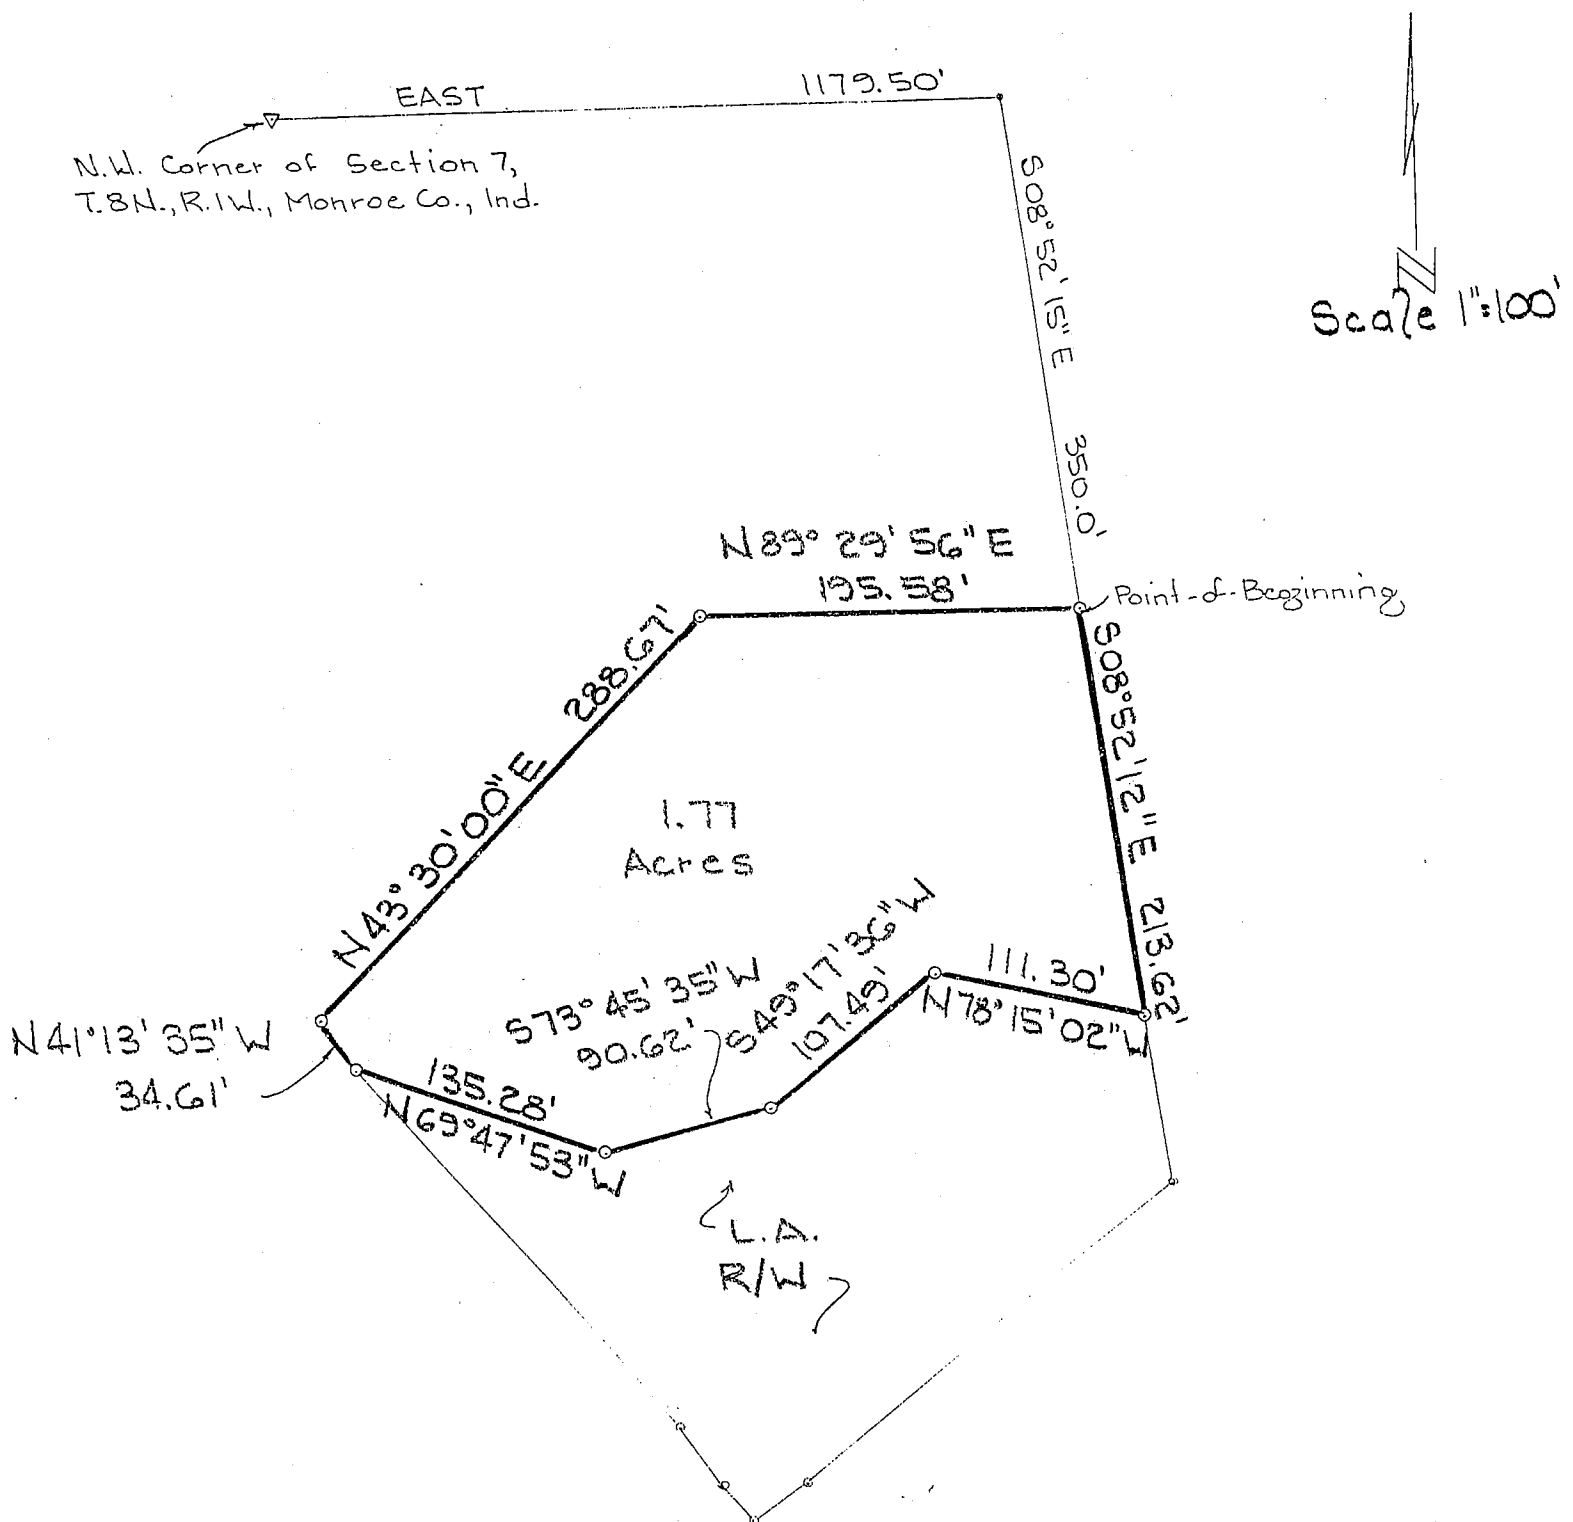 EAST 1179.50'
N.W. Corner of Section 7,
T.8N., R.1W., Monroe Co., Ind.
S08°52'15"E 350.0'
Scale 1"=100'
N89°29'56"E
195.58'
Point-of-Beginning
288.67'
N43°30'00"E
S08°52'12"E 213.62'
1.77
Acres
S73°45'35"W
90.62'
S49°17'36"W
107.49'
111.30'
N78°15'02"W
N41°13'35"W
34.61'
135.28'
N69°47'53"W
L.A.
R/W